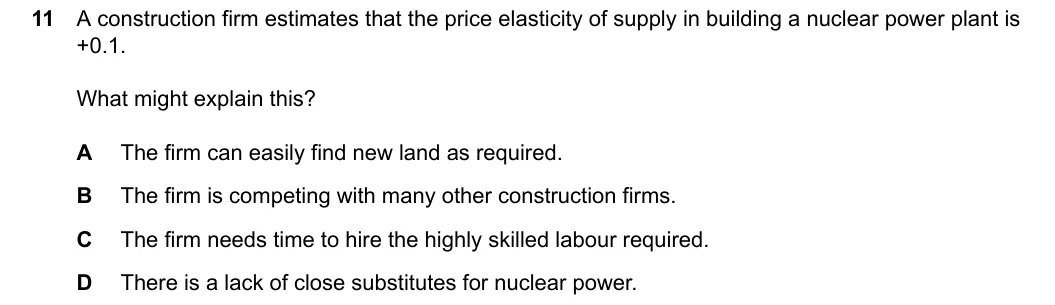 11 A construction firm estimates that the price elasticity of supply in building a nuclear power plant is
+0.1.
What might explain this?
A The firm can easily find new land as required.
B The firm is competing with many other construction firms.
C The firm needs time to hire the highly skilled labour required.
D There is a lack of close substitutes for nuclear power.